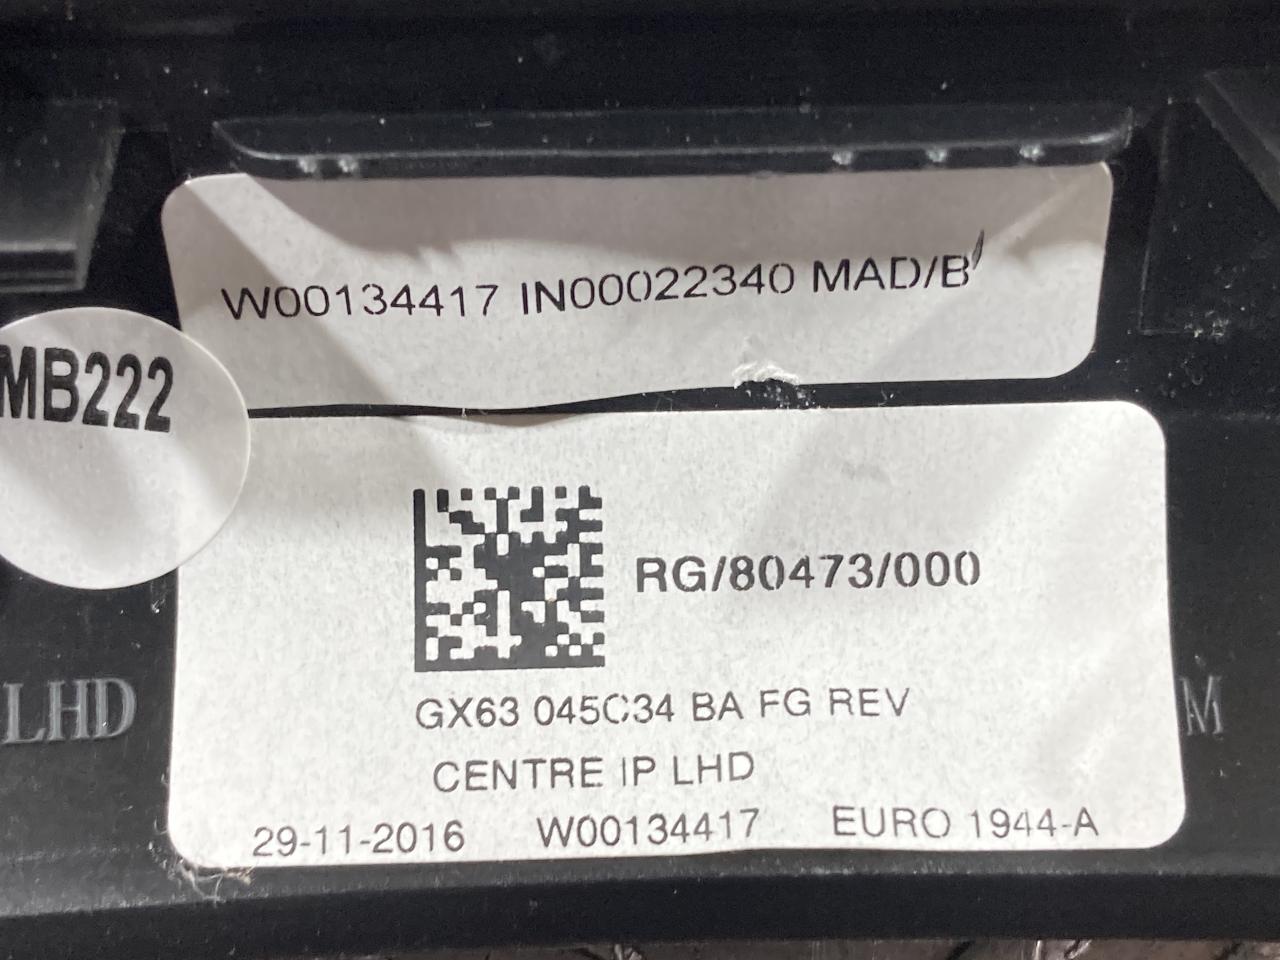 W00134417 IN00022340 MAD/B
MB222
RG/80473/000
GX63 045C34 BA FG REV
CENTRE IP LHD
29-11-2016 W00134417 EURO 1944-A
LHD
M